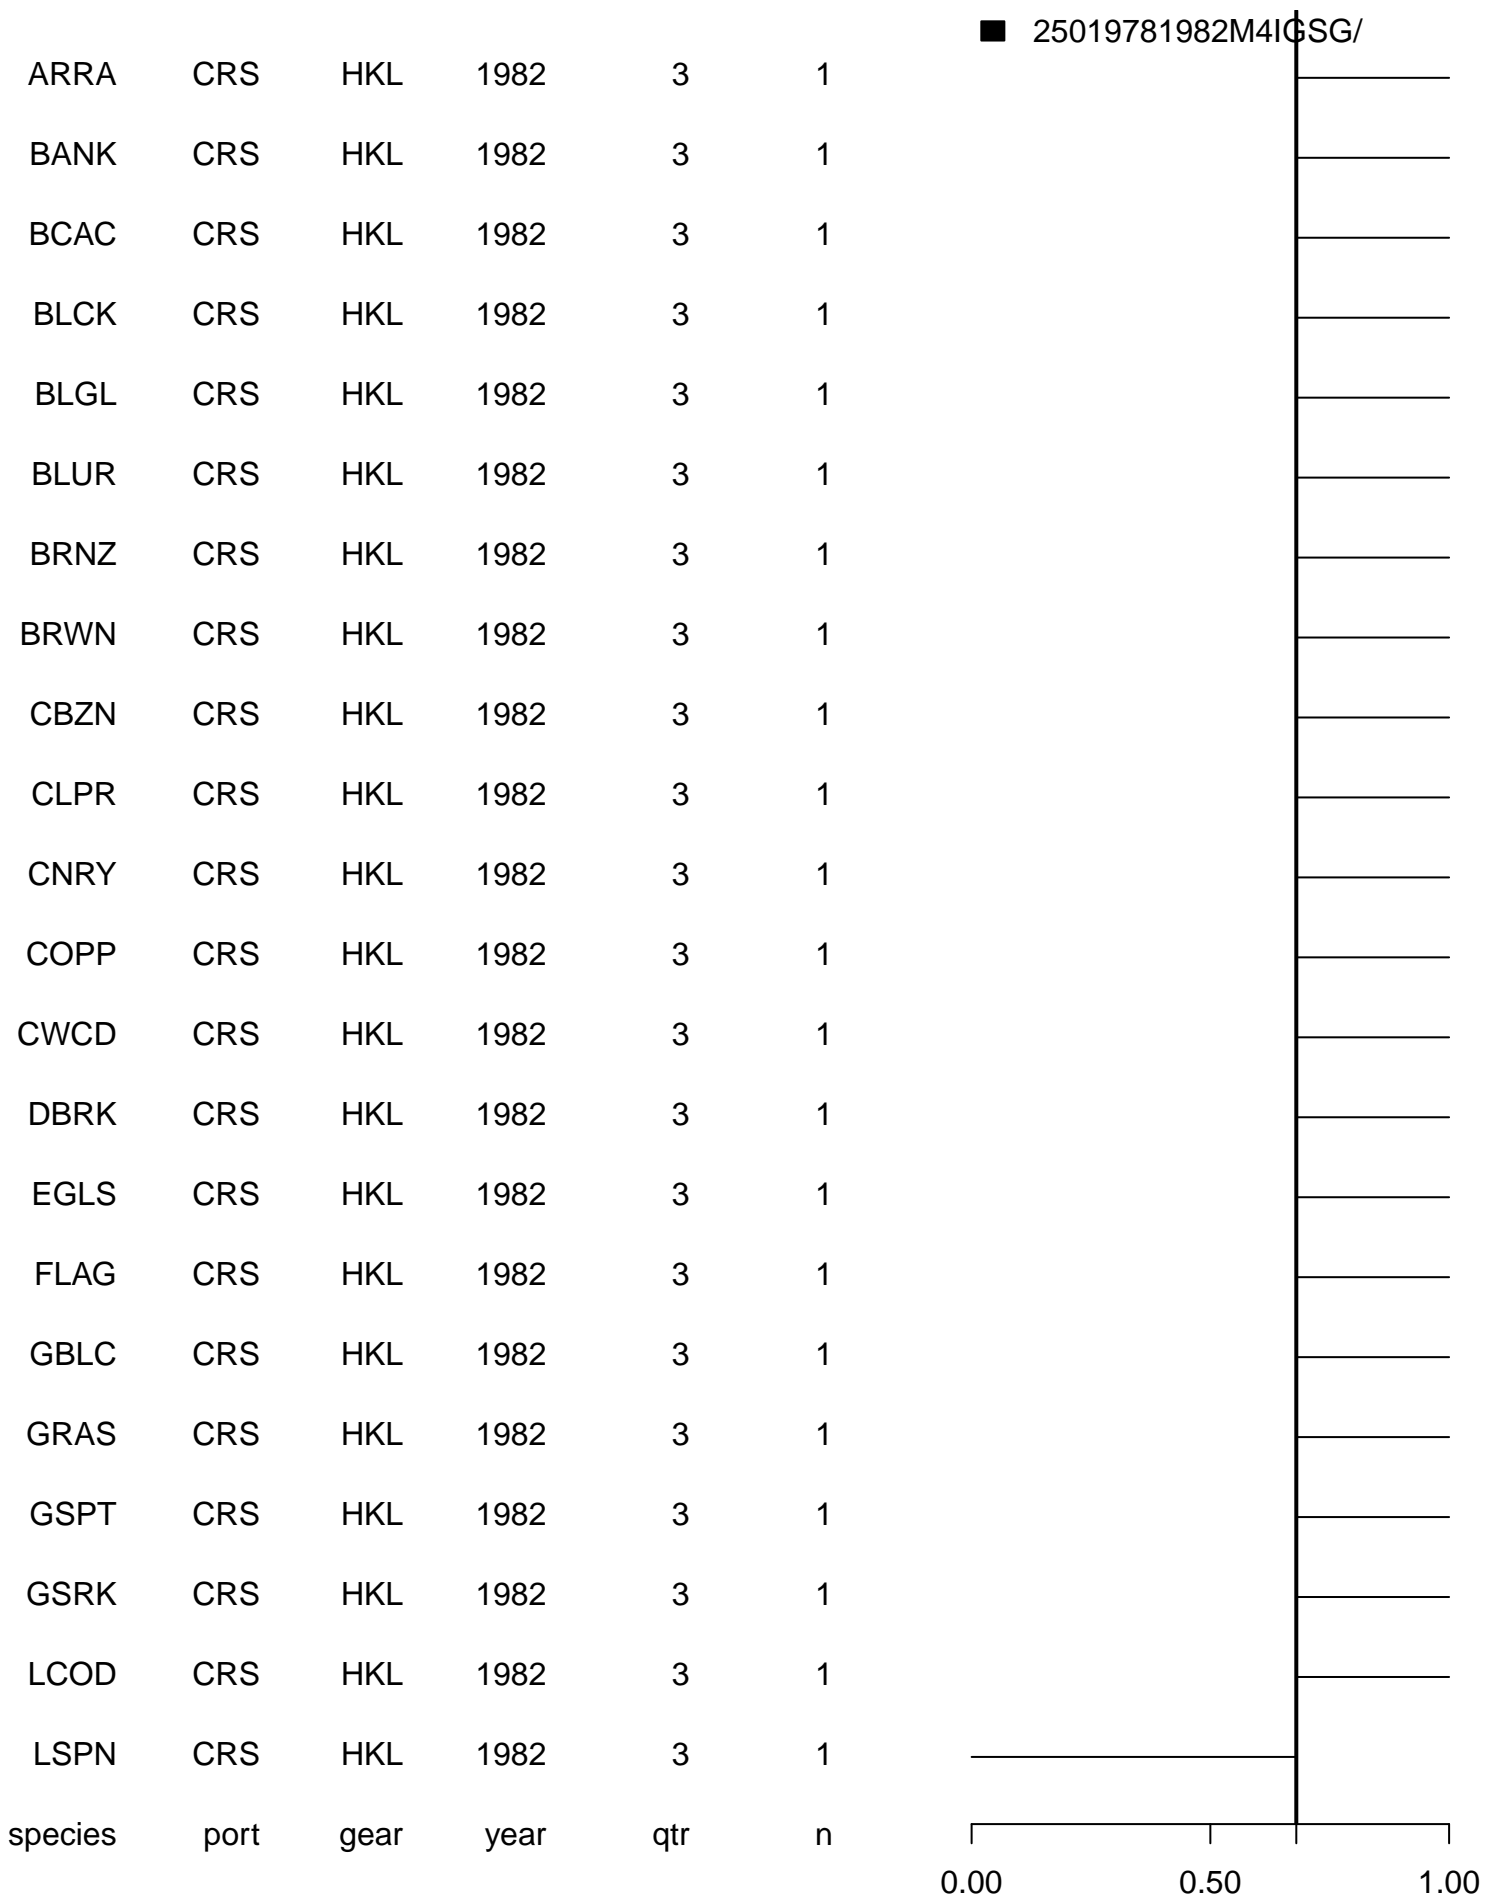 25019781982M4IGSG/
ARRA CRS HKL 1982 3 1
BANK CRS HKL 1982 3 1
BCAC CRS HKL 1982 3 1
BLCK CRS HKL 1982 3 1
BLGL CRS HKL 1982 3 1
BLUR CRS HKL 1982 3 1
BRNZ CRS HKL 1982 3 1
BRWN CRS HKL 1982 3 1
CBZN CRS HKL 1982 3 1
CLPR CRS HKL 1982 3 1
CNRY CRS HKL 1982 3 1
COPP CRS HKL 1982 3 1
CWCD CRS HKL 1982 3 1
DBRK CRS HKL 1982 3 1
EGLS CRS HKL 1982 3 1
FLAG CRS HKL 1982 3 1
GBLC CRS HKL 1982 3 1
GRAS CRS HKL 1982 3 1
GSPT CRS HKL 1982 3 1
GSRK CRS HKL 1982 3 1
LCOD CRS HKL 1982 3 1
LSPN CRS HKL 1982 3 1
species port gear year qtr n
0.00 0.50 1.00